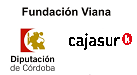 Fundación Viana
cajasur
Diputación
de Córdoba